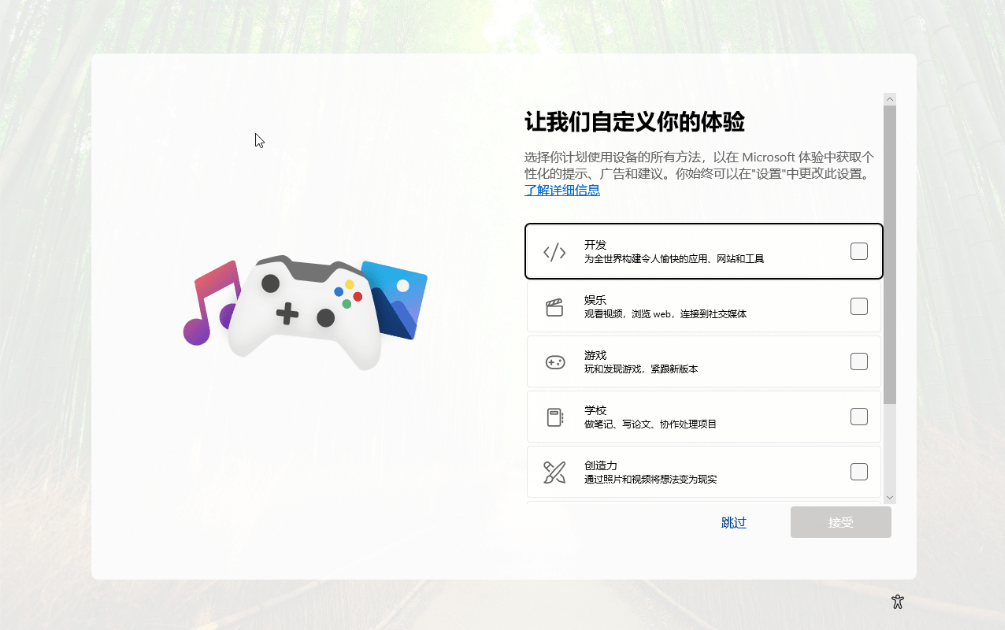 让我们自定义你的体验
选择你计划使用设备的所有方法，以在 Microsoft 体验中获取个
性化的提示、广告和建议。你始终可以在"设置"中更改此设置。
了解详细信息
开发
为全世界构建令人愉快的应用、网站和工具
娱乐
观看视频，浏览 web，连接到社交媒体
游戏
玩和发现游戏，紧跟新版本
学校
做笔记、写论文、协作处理项目
创造力
通过照片和视频将想法变为现实
跳过
接受